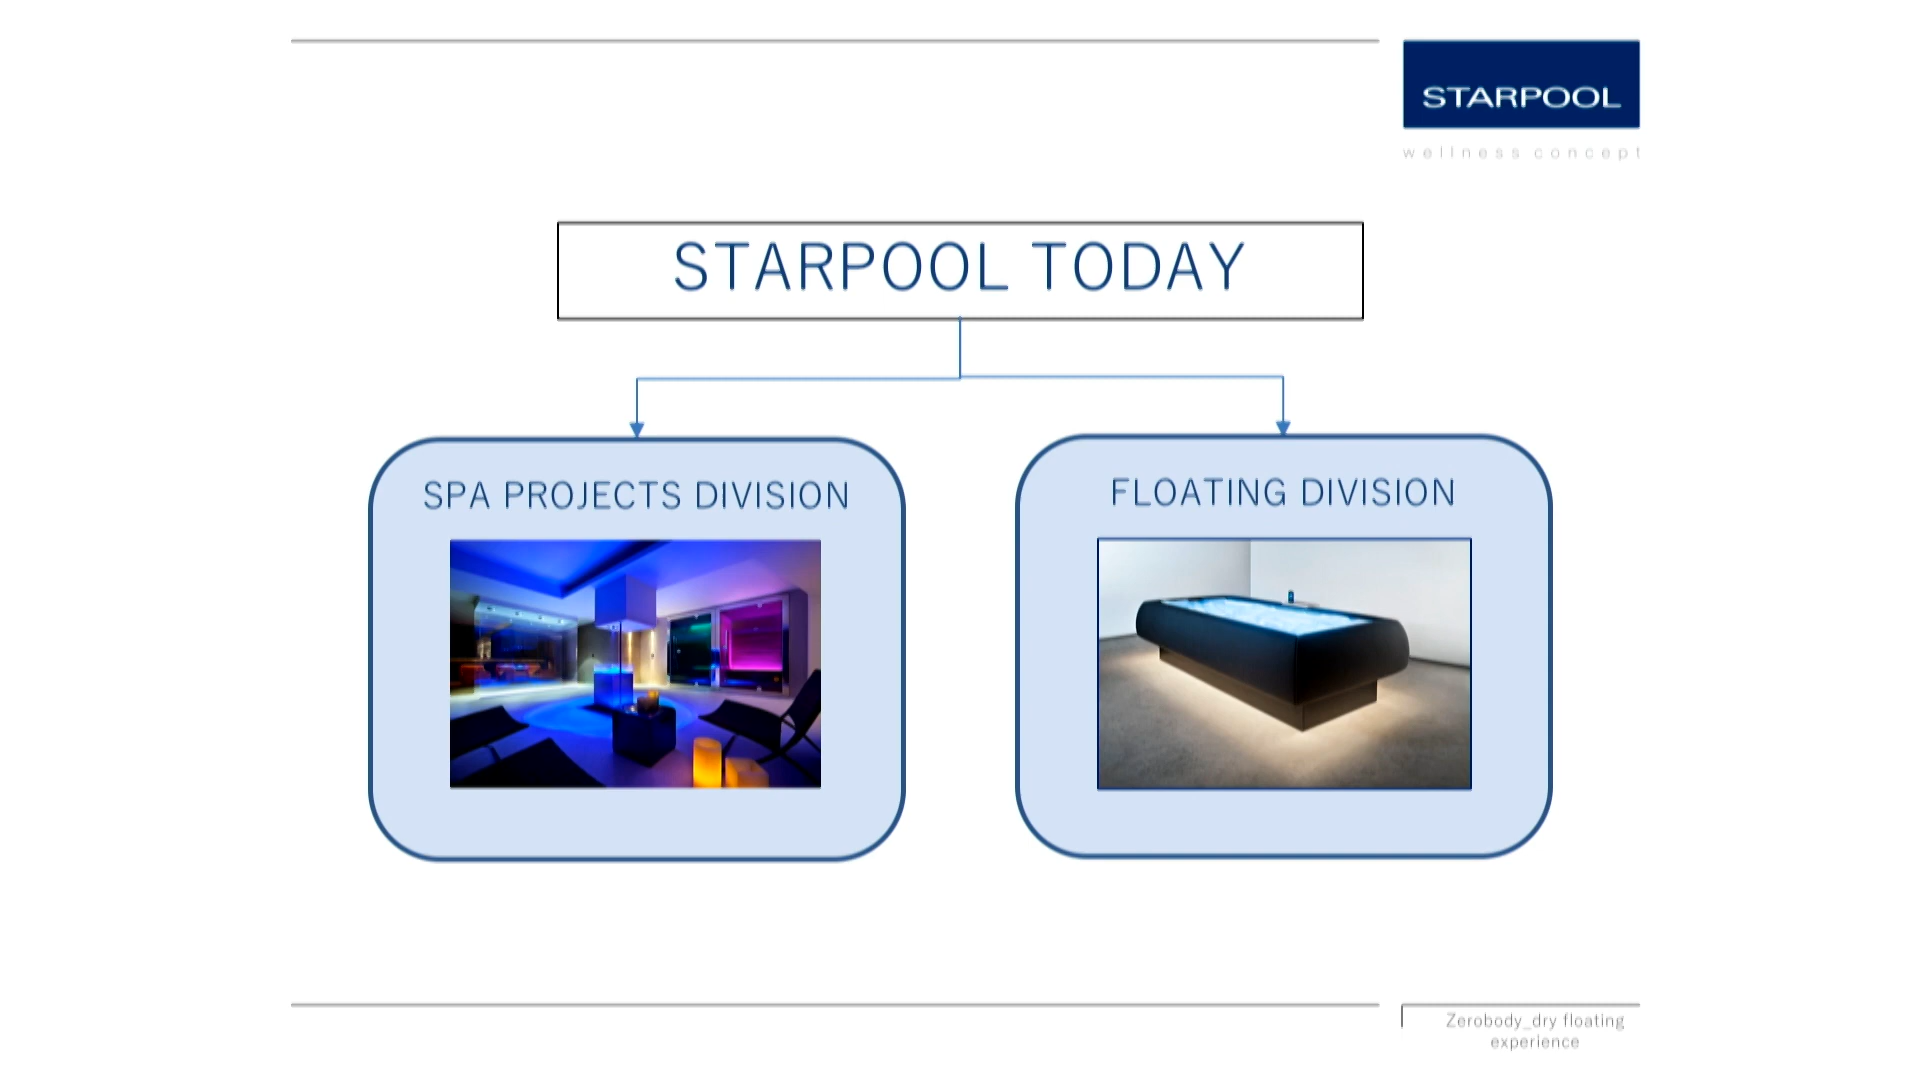 STARPOOL
wellness concept
STARPOOL TODAY
SPA PROJECTS DIVISION
FLOATING DIVISION
Zerobody_dry floating
experience